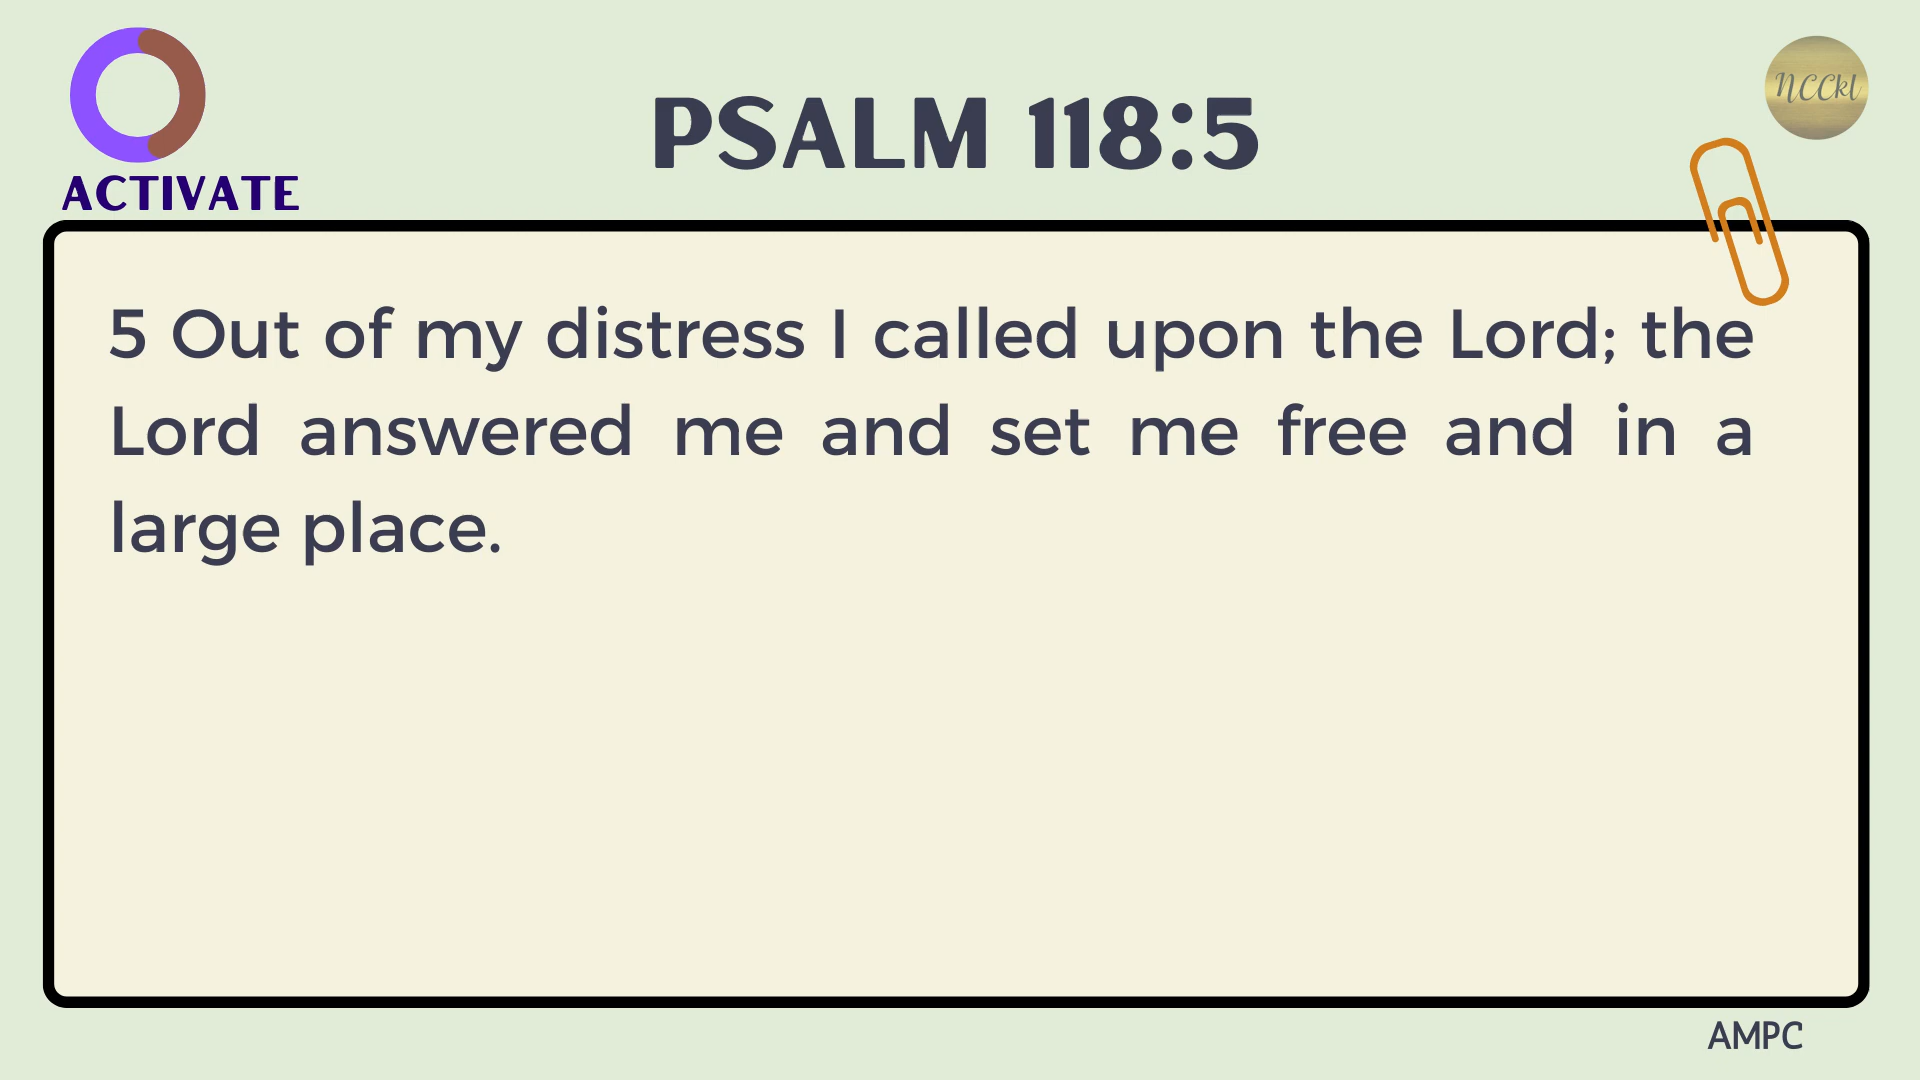 NCCkl
PSALM 118:5
ACTIVATE
5 Out of my distress I called upon the Lord; the
Lord answered me and set me free and in a
large place.
AMPC